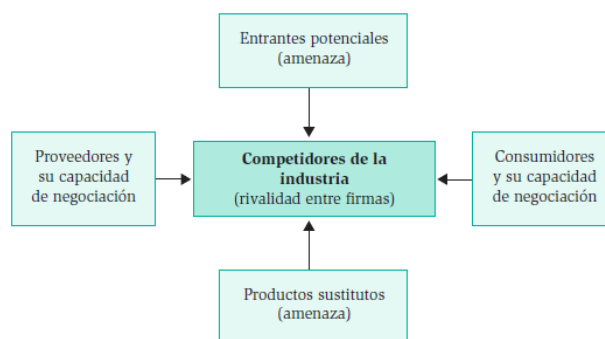 Entrantes potenciales
(amenaza)
Proveedores y
su capacidad
de negociación
Competidores de la
industria
(rivalidad entre firmas)
Consumidores
y su capacidad
de negociación
Productos sustitutos
(amenaza)